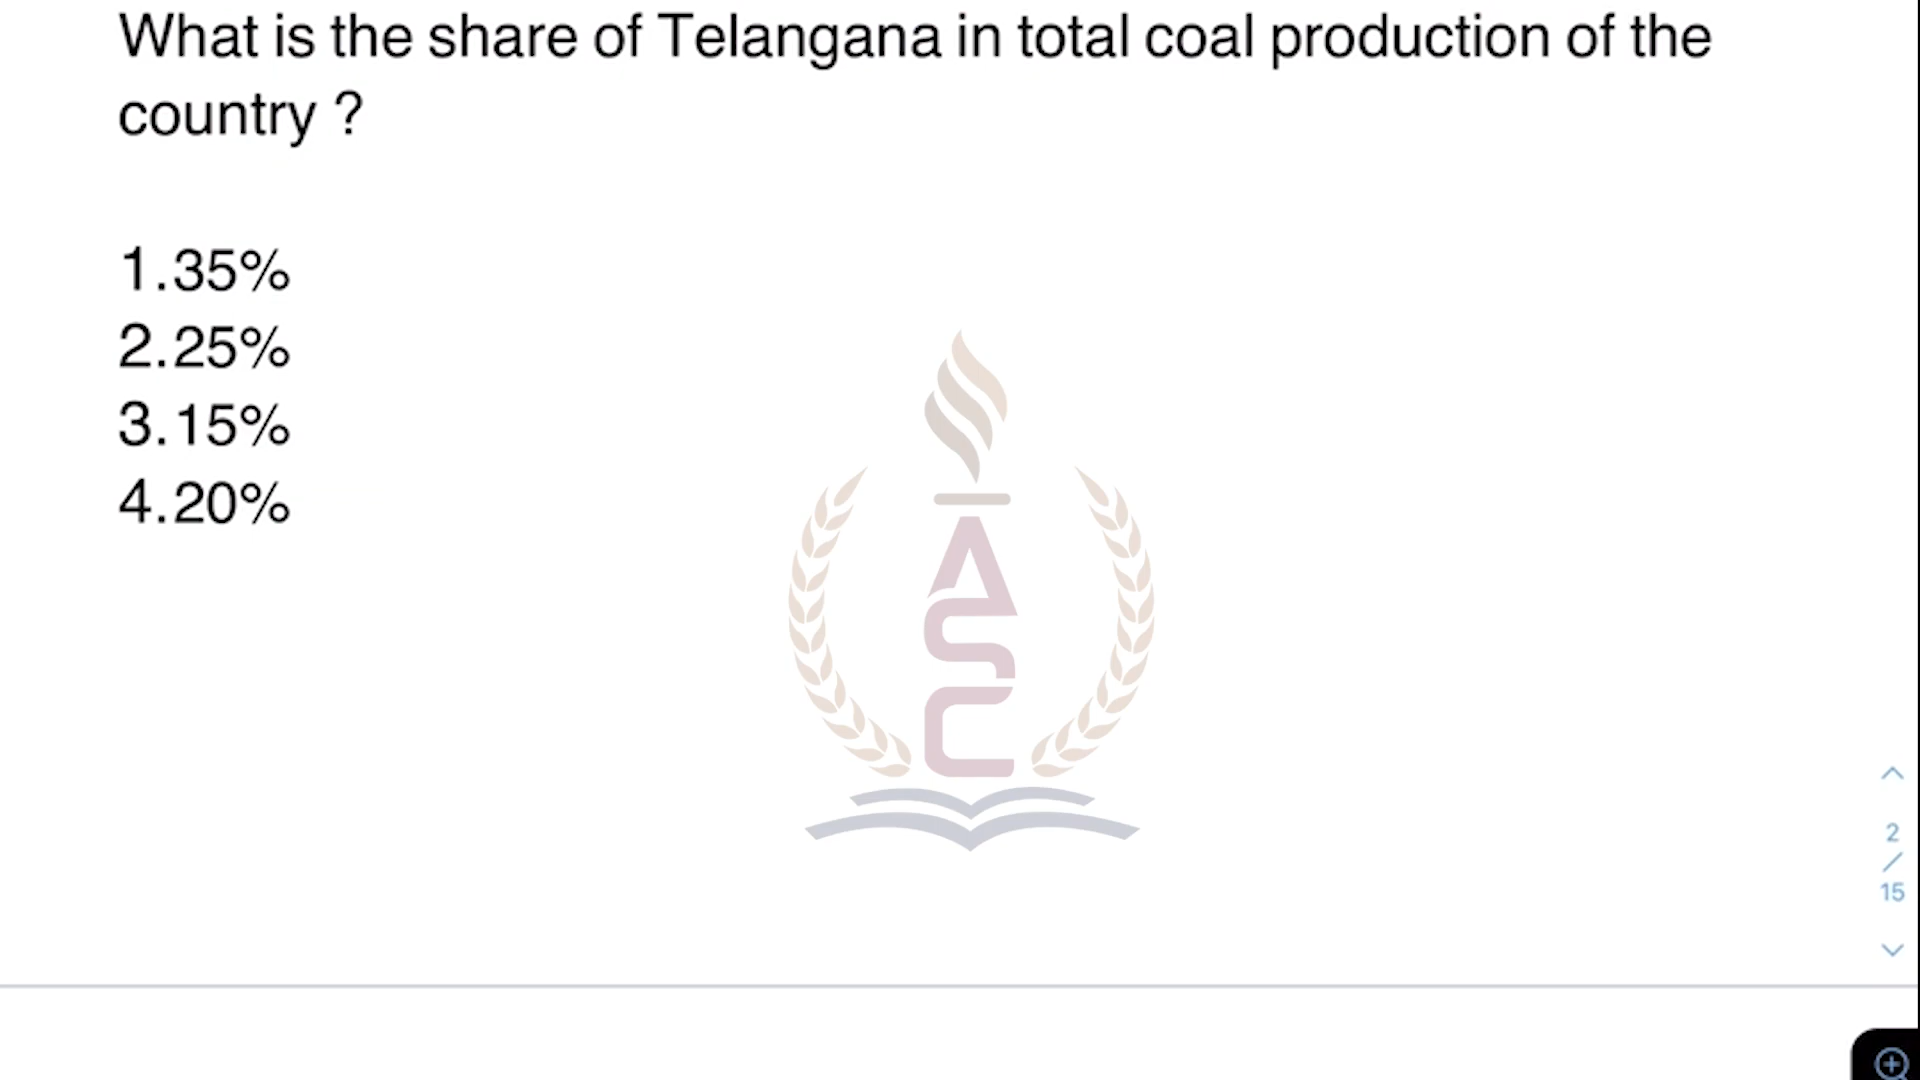 What is the share of Telangana in total coal production of the
country ?
1.35%
2.25%
3.15%
4.20%
ASC
2
/
15